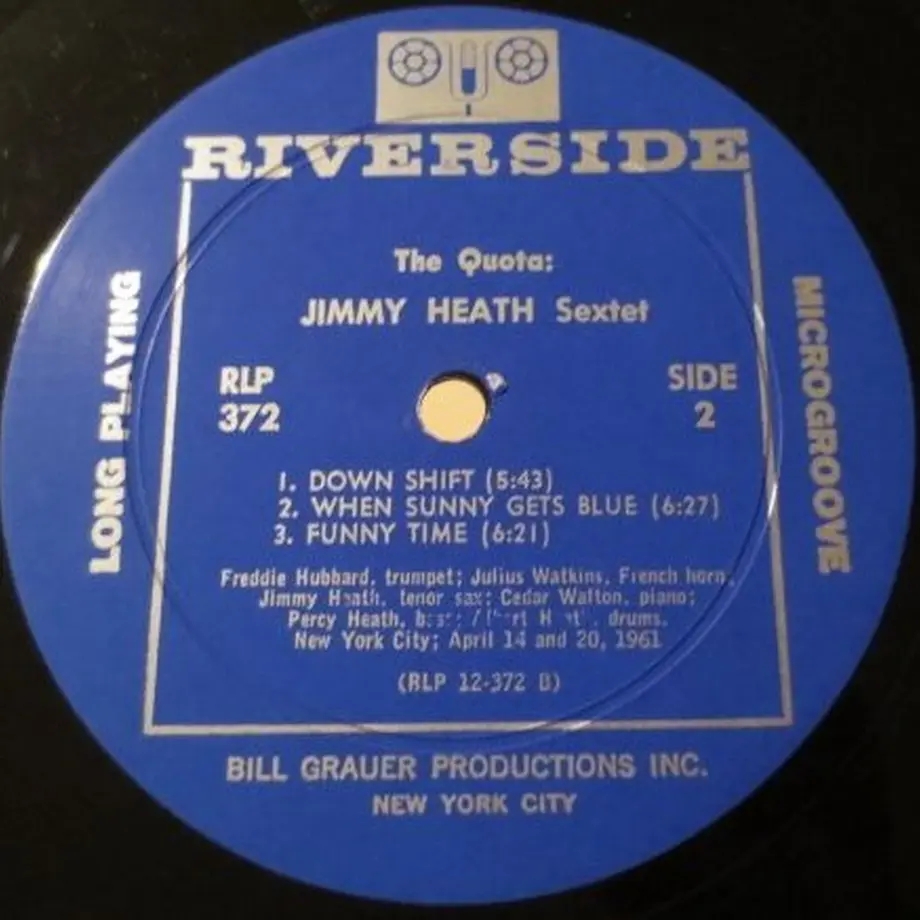 RIVERSIDE
The Quota:
JIMMY HEATH Sextet
RLP
372
SIDE
2
LONG PLAYING
MICROGROOVE
1. DOWN SHIFT (5:43)
2. WHEN SUNNY GETS BLUE (6:27)
3. FUNNY TIME (6:21)
Freddie Hubbard, trumpet; Julius Watkins, French horn;
Jimmy Heath, tenor sax; Cedar Walton, piano;
Percy Heath, drums.
New York City; April 14 and 20, 1961
(RLP 12-372 B)
BILL GRAUER PRODUCTIONS INC.
NEW YORK CITY